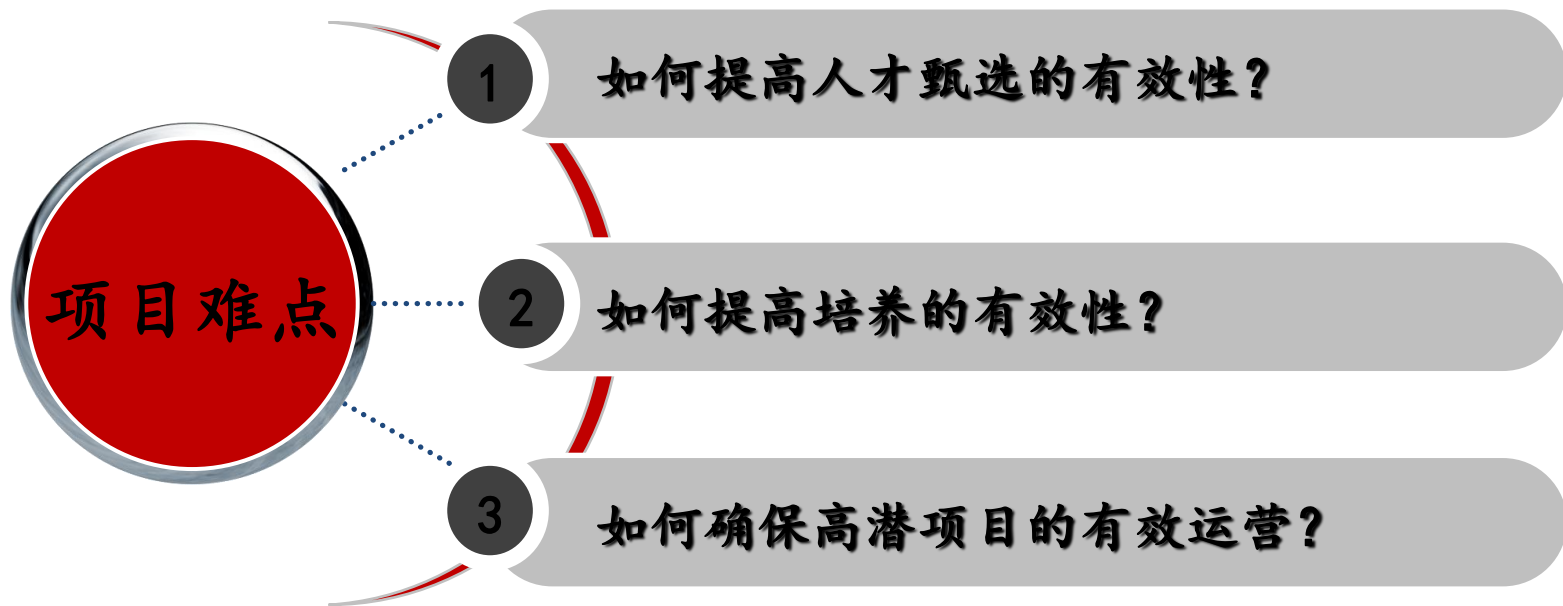 项目难点
1
如何提高人才甄选的有效性？
2
如何提高培养的有效性？
3
如何确保高潜项目的有效运营？